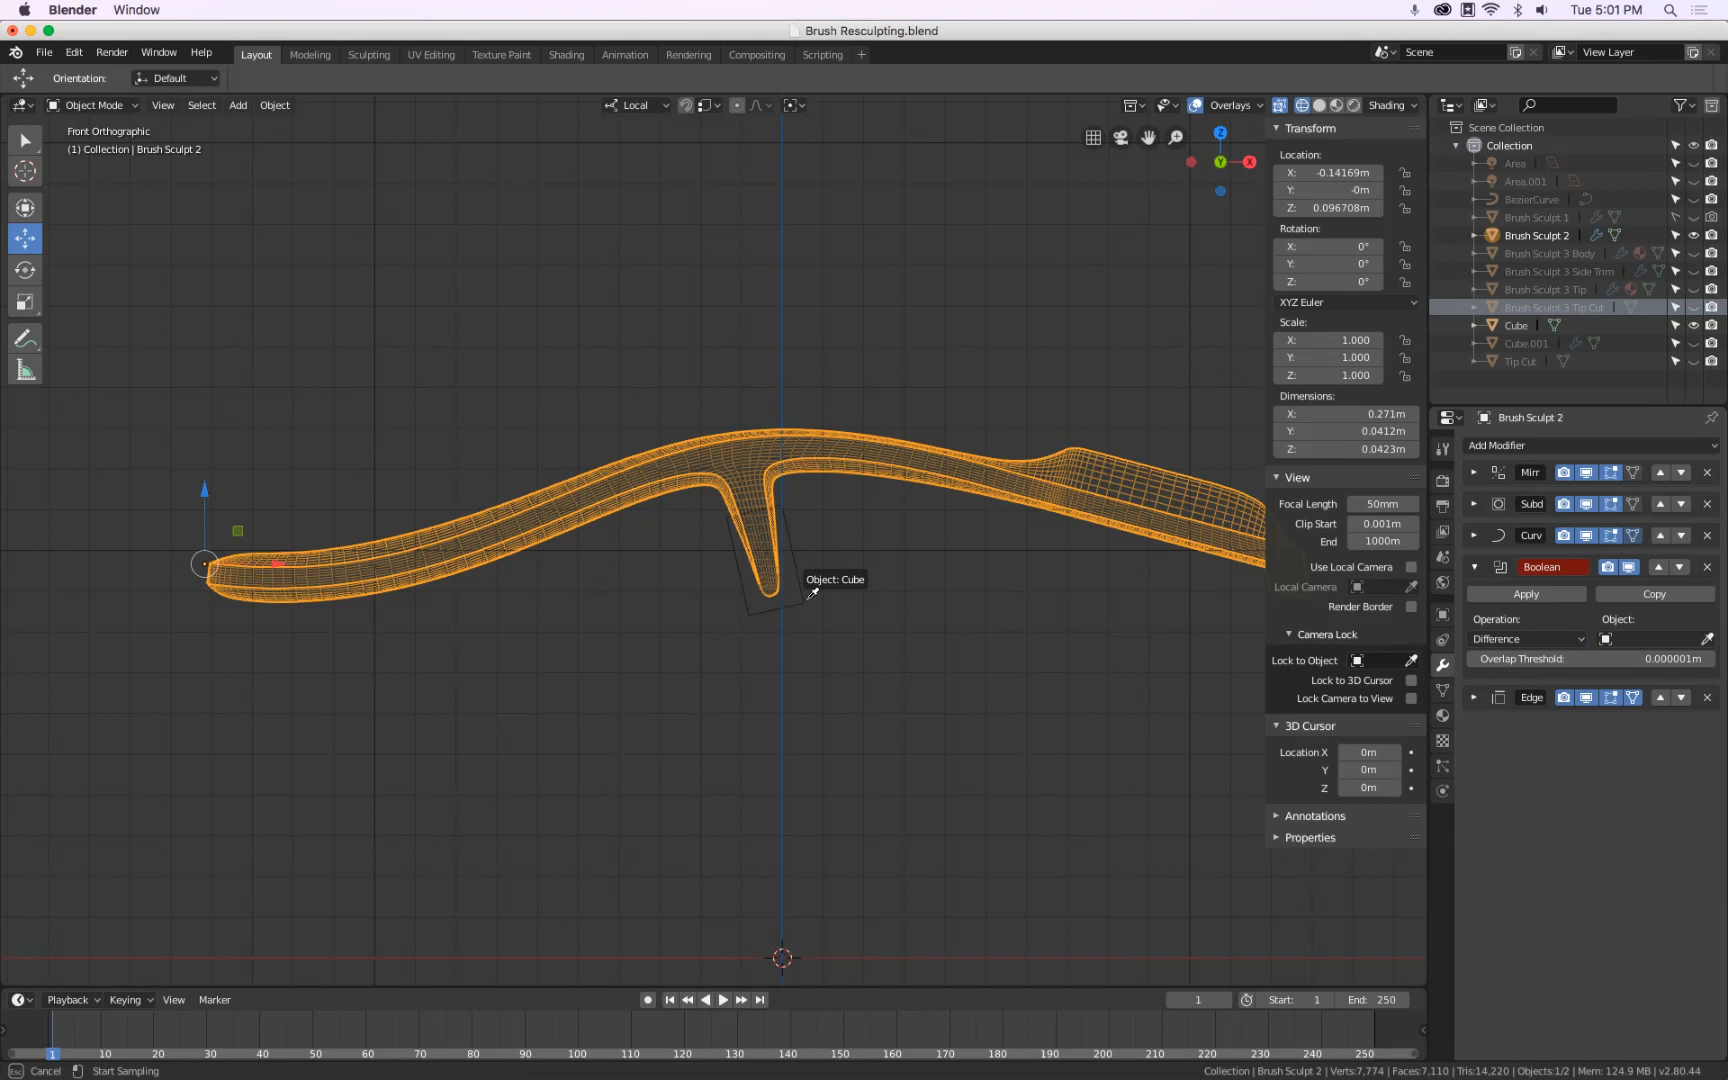 Blender Window Tue 5:01 PM
Brush Resculpting.blend
File Edit Render Window Help Layout Modeling Sculpting UV Editing Texture Paint Shading Animation Rendering Compositing Scripting + Scene View Layer
Orientation: Default
Object Mode View Select Add Object Local Overlays Shading
Front Orthographic
(1) Collection | Brush Sculpt 2
Z
Y
X
Object: Cube
Transform
Location:
X: -0.14169m
Y: -0m
Z: 0.096708m
Rotation:
X: 0°
Y: 0°
Z: 0°
XYZ Euler
Scale:
X: 1.000
Y: 1.000
Z: 1.000
Dimensions:
X: 0.271m
Y: 0.0412m
Z: 0.0423m
View
Focal Length 50mm
Clip Start 0.001m
End 1000m
Use Local Camera
Local Camera
Render Border
Camera Lock
Lock to Object
Lock to 3D Cursor
Lock Camera to View
3D Cursor
Location X 0m
Y 0m
Z 0m
Annotations
Properties
Scene Collection
Collection
Area
Area.001
BezierCurve
Brush Sculpt 1
Brush Sculpt 2
Brush Sculpt 3 Body
Brush Sculpt 3 Side Trim
Brush Sculpt 3 Tip
Brush Sculpt 3 Tip Cut
Cube
Cube.001
Tip Cut
Brush Sculpt 2
Add Modifier
Mirr
Subd
Curv
Boolean
Apply Copy
Operation: Object:
Difference
Overlap Threshold: 0.000001m
Edge
Playback Keying View Marker 1 Start: 1 End: 250
1 10 20 30 40 50 60 70 80 90 100 110 120 130 140 150 160 170 180 190 200 210 220 230 240 250
Esc Cancel Start Sampling Collection | Brush Sculpt 2 | Verts:7,774 | Faces:7,110 | Tris:14,220 | Objects:1/2 | Mem: 124.9 MB | v2.80.44